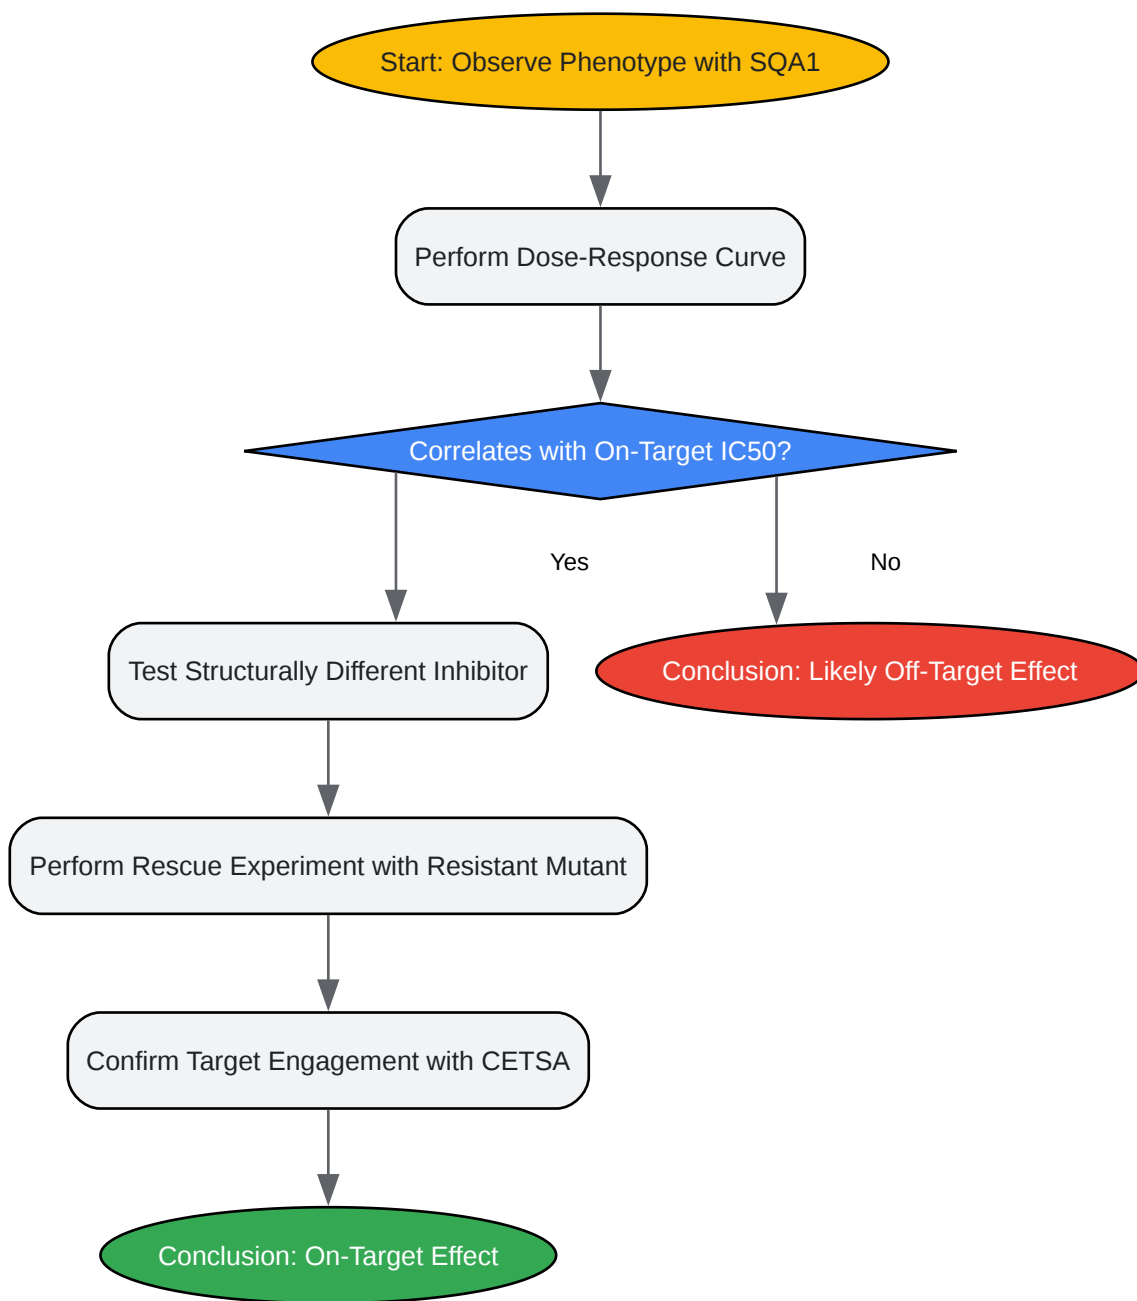 Start: Observe Phenotype with SQA1
Perform Dose-Response Curve
Correlates with On-Target IC50?
Yes
No
Test Structurally Different Inhibitor
Conclusion: Likely Off-Target Effect
Perform Rescue Experiment with Resistant Mutant
Confirm Target Engagement with CETSA
Conclusion: On-Target Effect